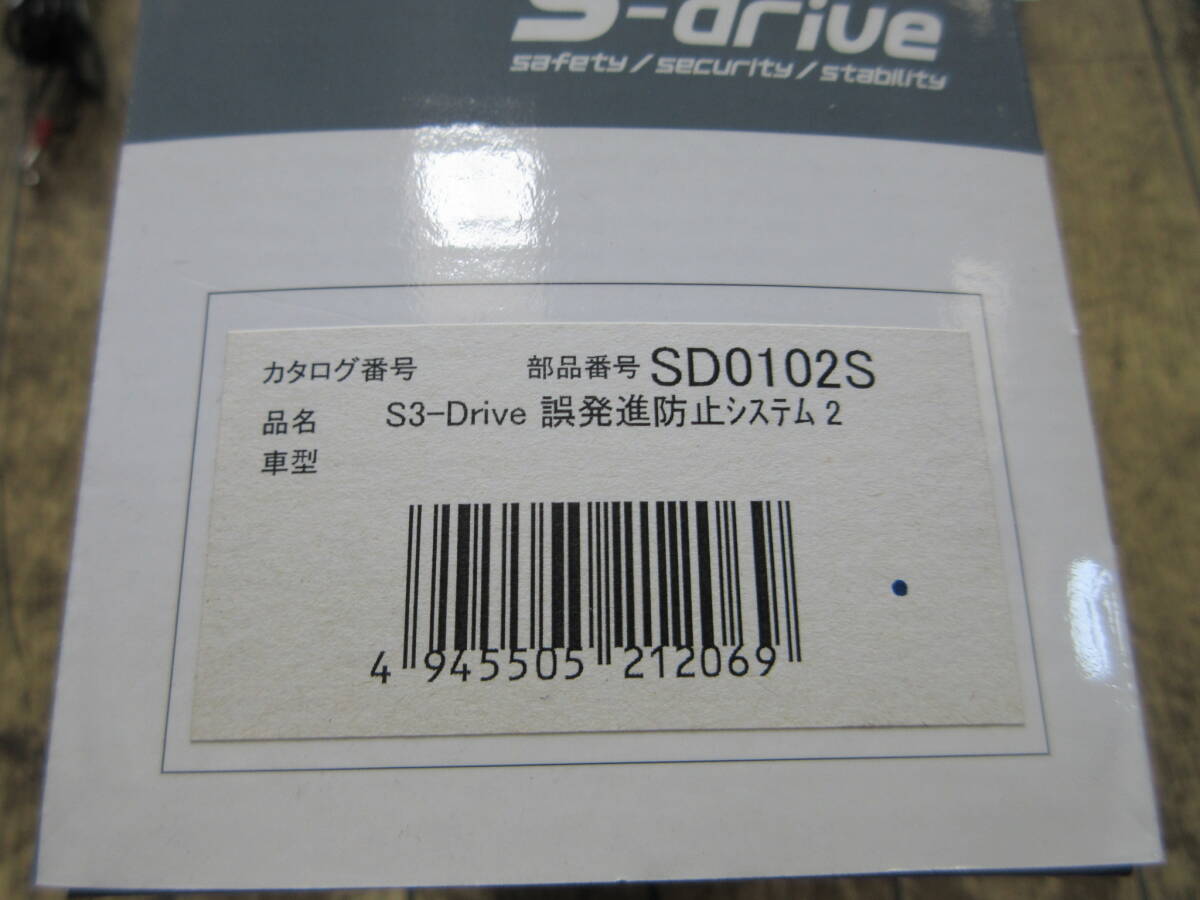 S-drive
safety/security/stability
カタログ番号 部品番号 SD0102S
品名 S3-Drive 誤発進防止システム 2
車型
4 945505 212069